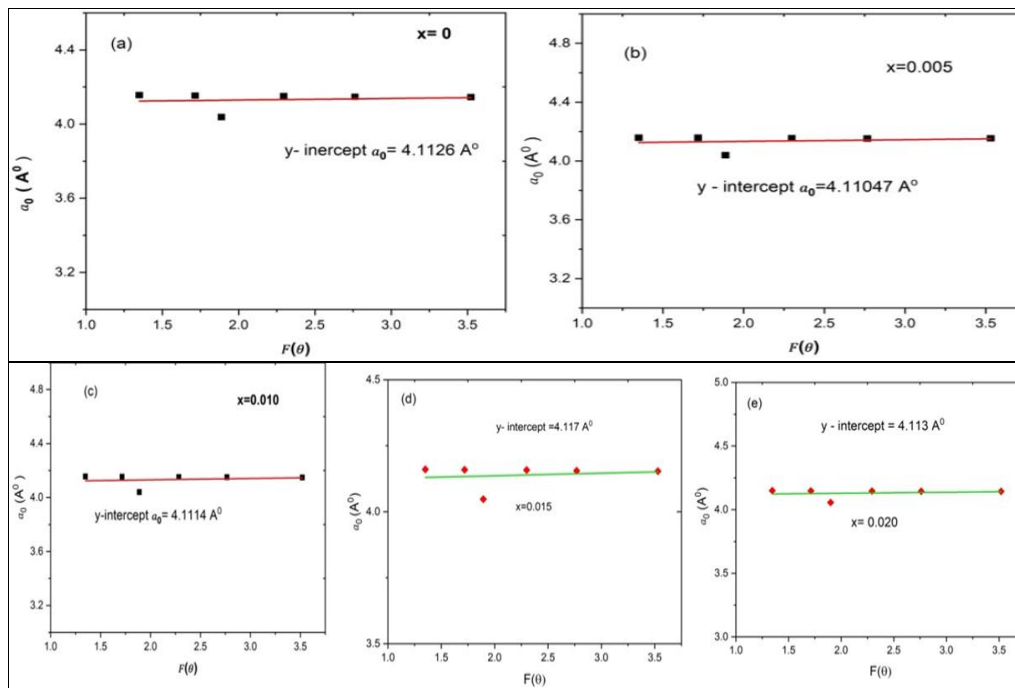 (a)
x= 0
4.4
4.0
3.6
3.2
y- inercept a₀= 4.1126 Aᴼ
a₀ (A⁰)
1.0 1.5 2.0 2.5 3.0 3.5
F(θ)
(b)
x=0.005
4.8
4.4
4.0
3.6
3.2
y - intercept a₀=4.11047 Aᴼ
a₀ (A⁰)
1.0 1.5 2.0 2.5 3.0 3.5
F(θ)
(c)
x=0.010
4.8
4.4
4.0
3.6
3.2
y-intercept a₀= 4.1114 A⁰
a₀ (A⁰)
1.0 1.5 2.0 2.5 3.0 3.5
F(θ)
(d)
4.5
4.0
3.5
y- intercept =4.117 A⁰
x=0.015
a₀ (A⁰)
1.0 1.5 2.0 2.5 3.0 3.5
F(θ)
(e)
5.0
4.5
4.0
3.5
3.0
y - intercept = 4.113 A⁰
x= 0.020
a₀ (A⁰)
1.0 1.5 2.0 2.5 3.0 3.5
F(θ)